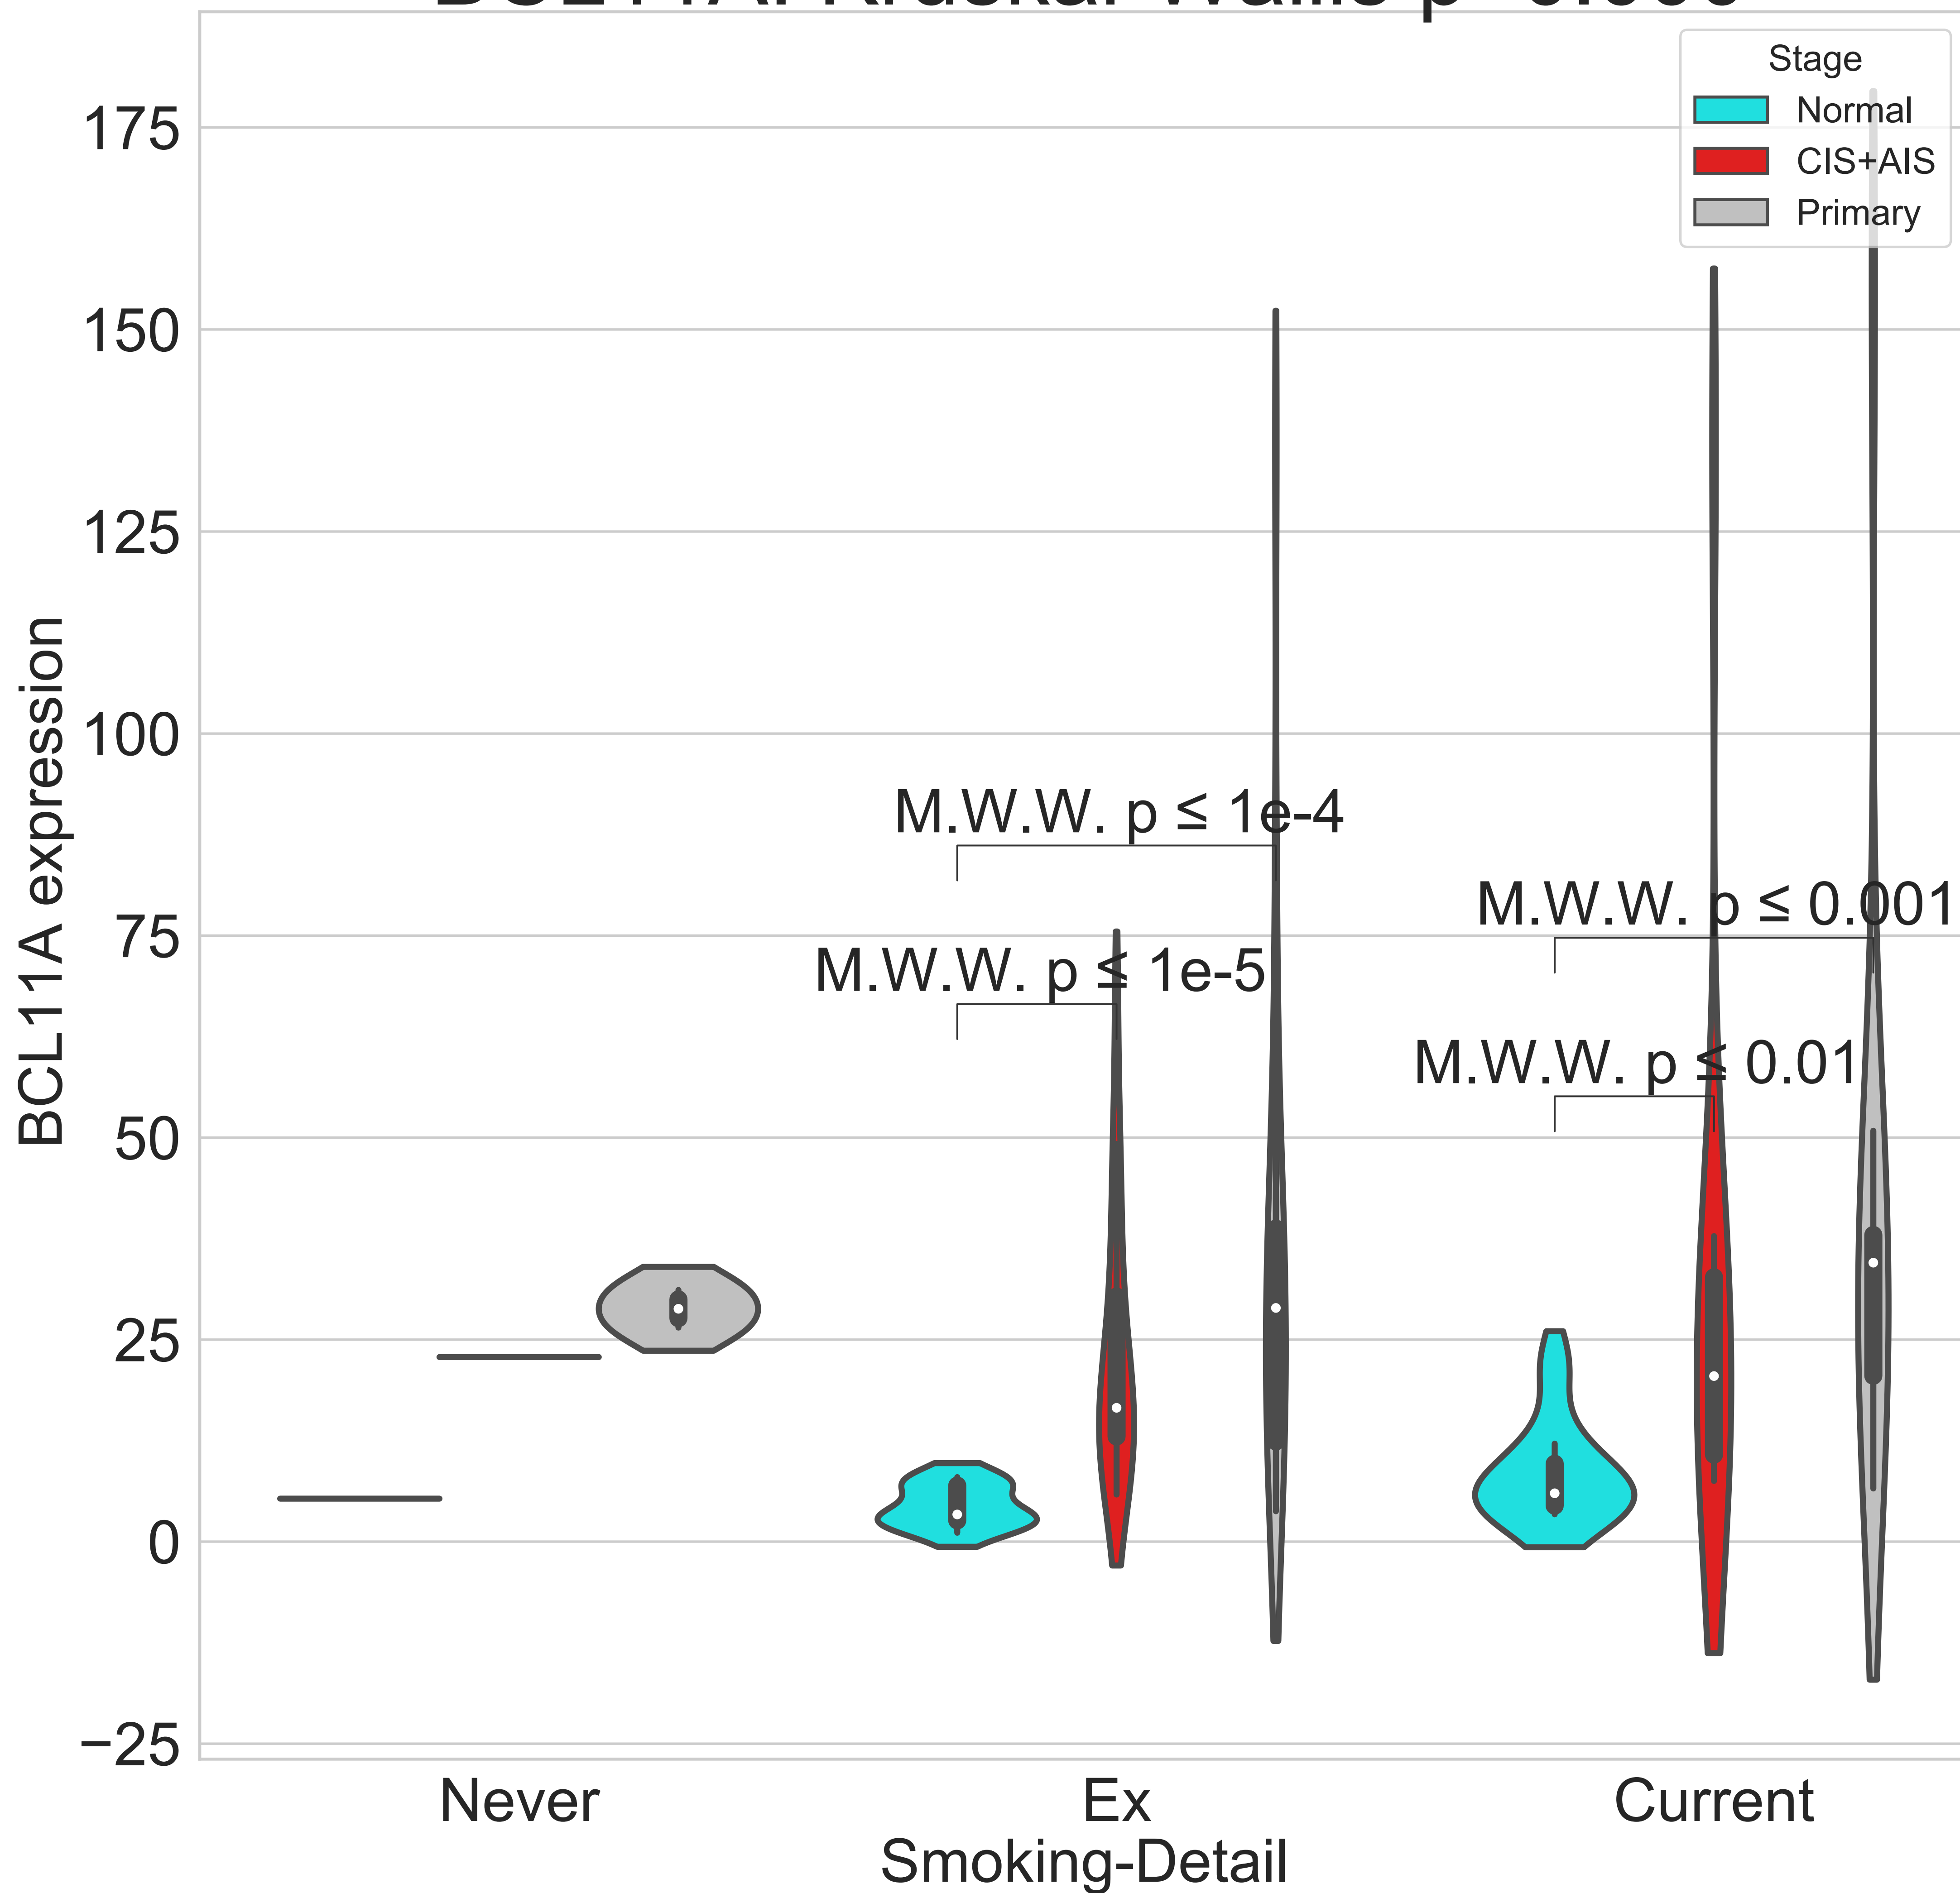 Stage
Normal
CIS+AIS
Primary
175
150
125
100
75
50
25
0
−25
BCL11A expression
M.W.W. p ≤ 1e-4
M.W.W. p ≤ 1e-5
M.W.W. p ≤ 0.001
M.W.W. p ≤ 0.01
Never
Ex
Current
Smoking-Detail